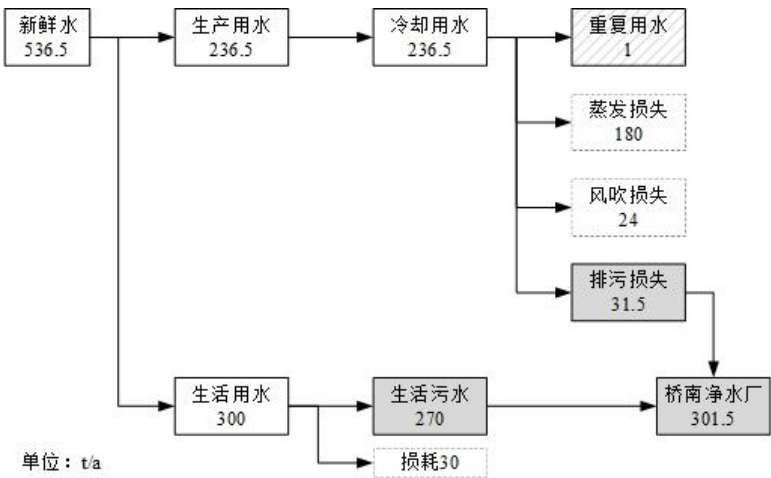 新鲜水
536.5
生产用水
236.5
冷却用水
236.5
重复用水
1
蒸发损失
180
风吹损失
24
排污损失
31.5
生活用水
300
生活污水
270
桥南净水厂
301.5
损耗30
单位：t/a